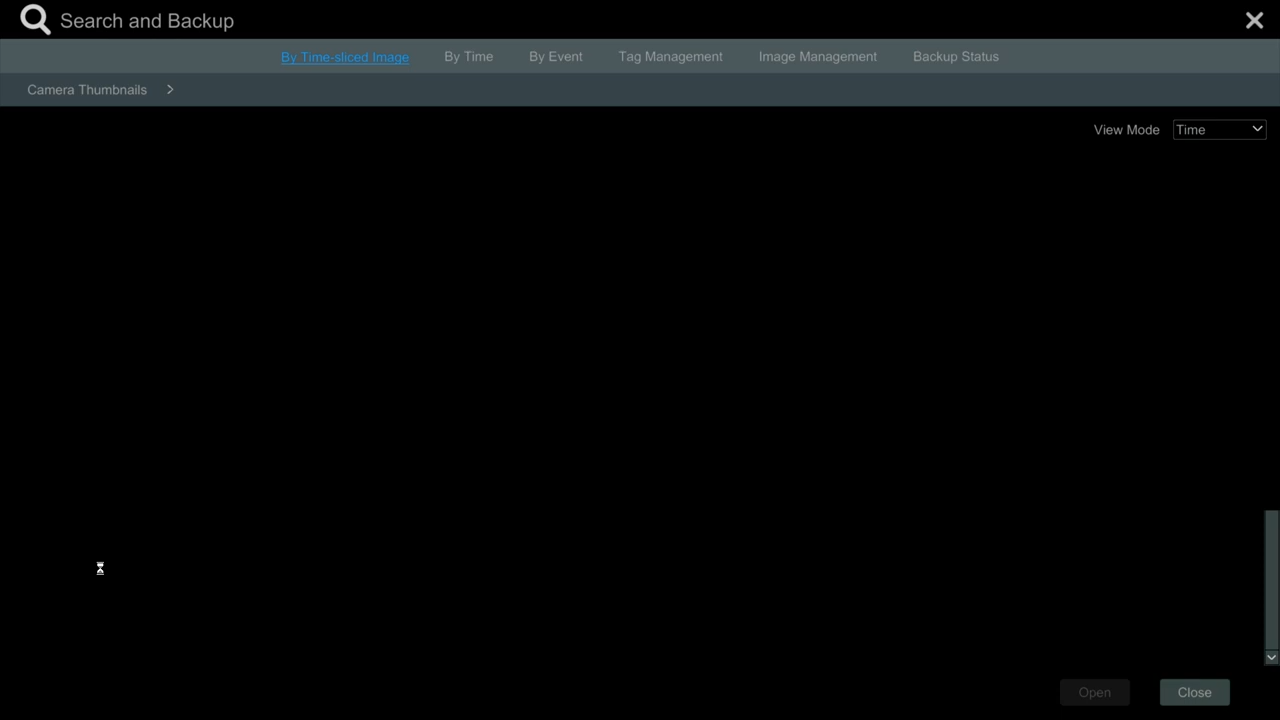 Search and Backup
By Time-sliced Image By Time By Event Tag Management Image Management Backup Status
Camera Thumbnails >
View Mode Time
Open Close